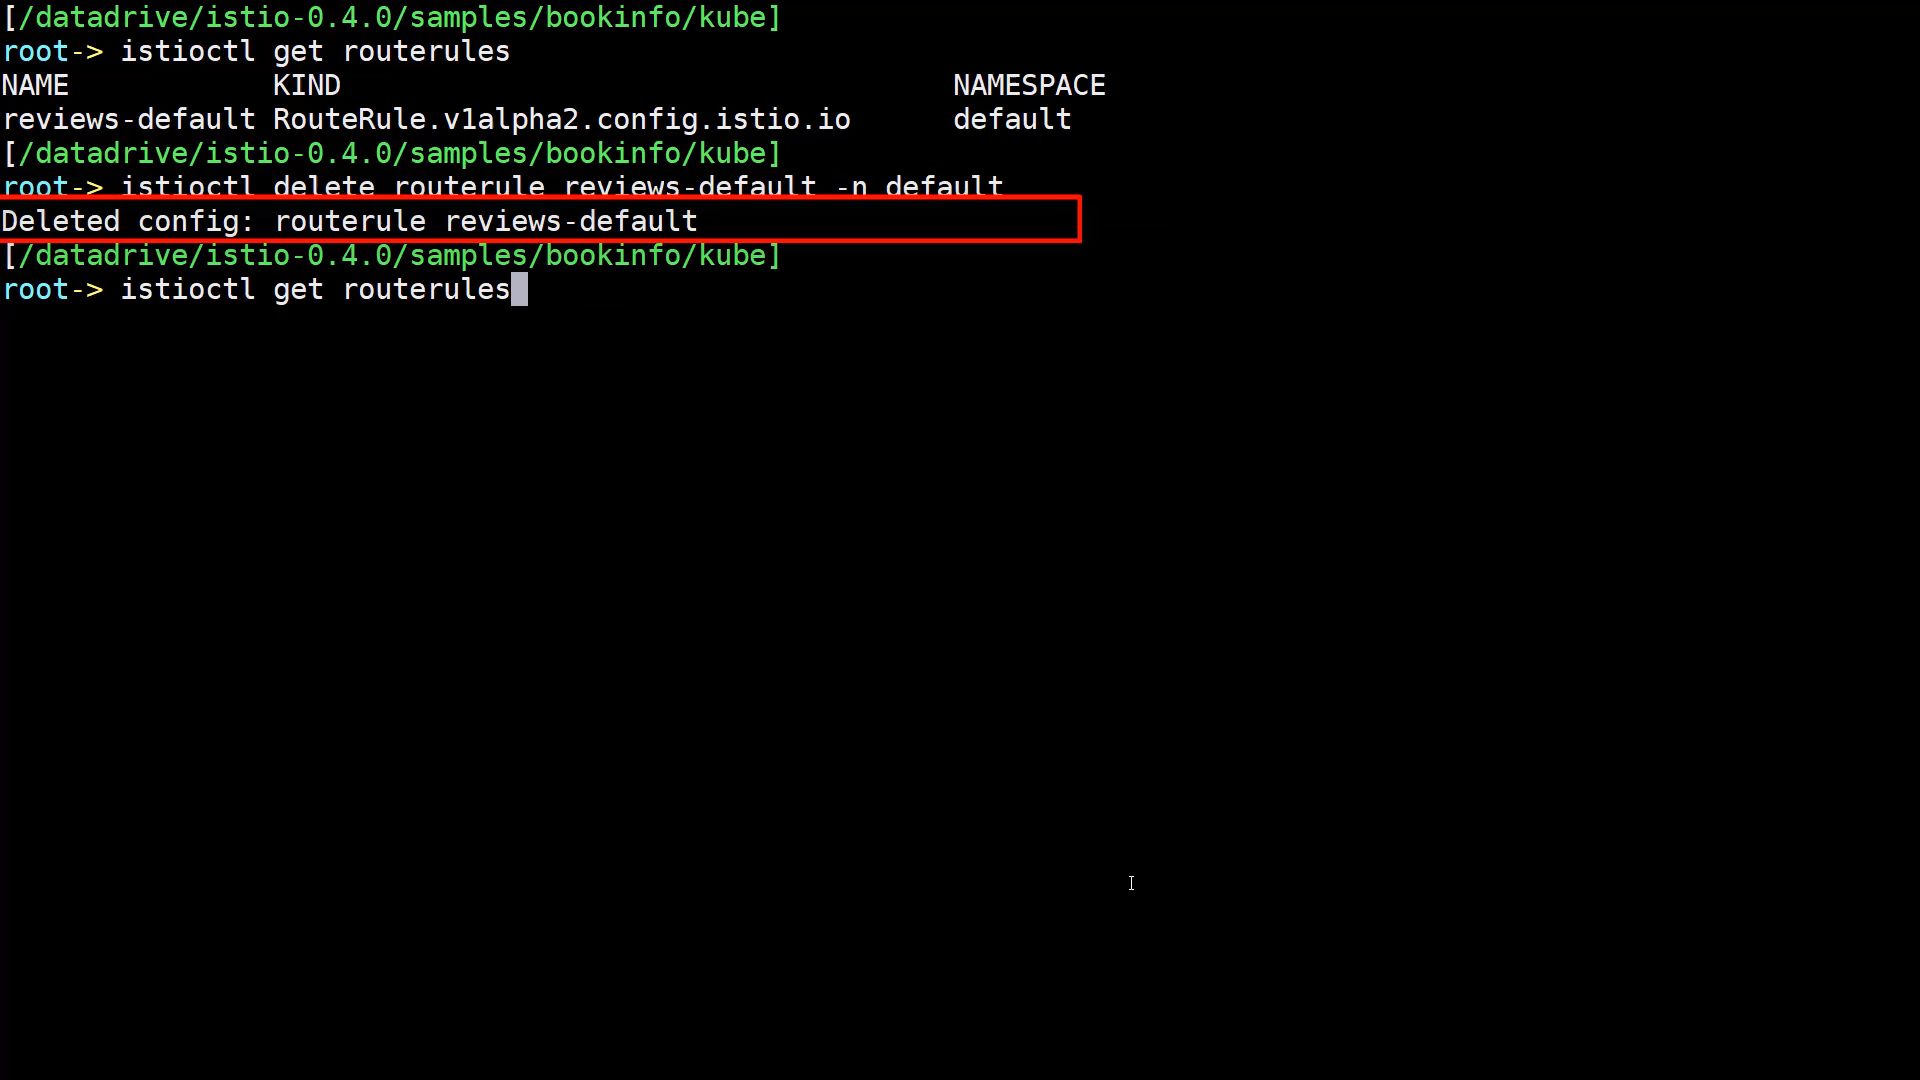 [/datadrive/istio-0.4.0/samples/bookinfo/kube]
root-> istioctl get routerules
NAME KIND NAMESPACE
reviews-default RouteRule.v1alpha2.config.istio.io default
[/datadrive/istio-0.4.0/samples/bookinfo/kube]
root-> istioctl delete routerule reviews-default -n default
Deleted config: routerule reviews-default
[/datadrive/istio-0.4.0/samples/bookinfo/kube]
root-> istioctl get routerules